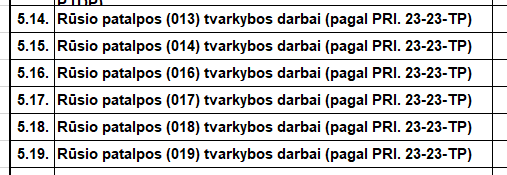 5.14. Rūsio patalpos (013) tvarkybos darbai (pagal PRI. 23-23-TP)
5.15. Rūsio patalpos (014) tvarkybos darbai (pagal PRI. 23-23-TP)
5.16. Rūsio patalpos (016) tvarkybos darbai (pagal PRI. 23-23-TP)
5.17. Rūsio patalpos (017) tvarkybos darbai (pagal PRI. 23-23-TP)
5.18. Rūsio patalpos (018) tvarkybos darbai (pagal PRI. 23-23-TP)
5.19. Rūsio patalpos (019) tvarkybos darbai (pagal PRI. 23-23-TP)